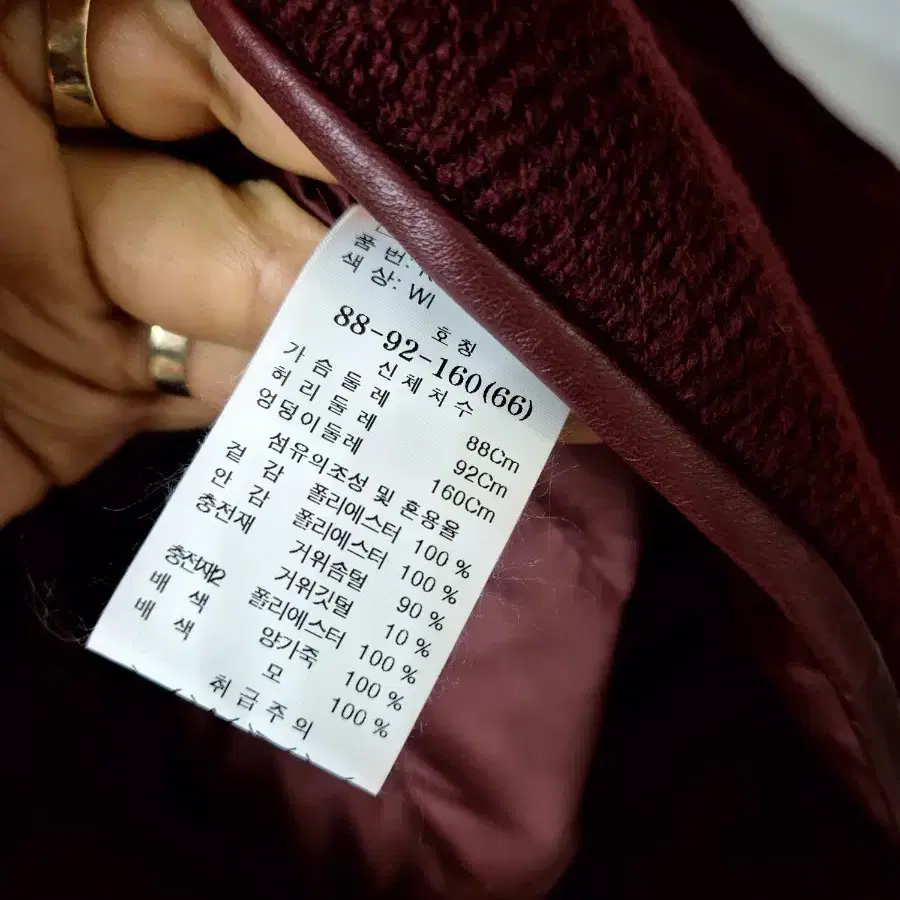 품 번:
색 상: WI
호칭
88-92-160(66)
신체치수
가슴둘레 88Cm
허리둘레 92Cm
엉덩이둘레 160Cm
섬유의조성 및 혼용율
겉 감 폴리에스터 100 %
안 감 폴리에스터 100 %
충전재 거위솜털 90 %
거위깃털 10 %
충전재2 폴리에스터 100 %
배 색 양가죽 100 %
배 색 모 100 %
취급주의